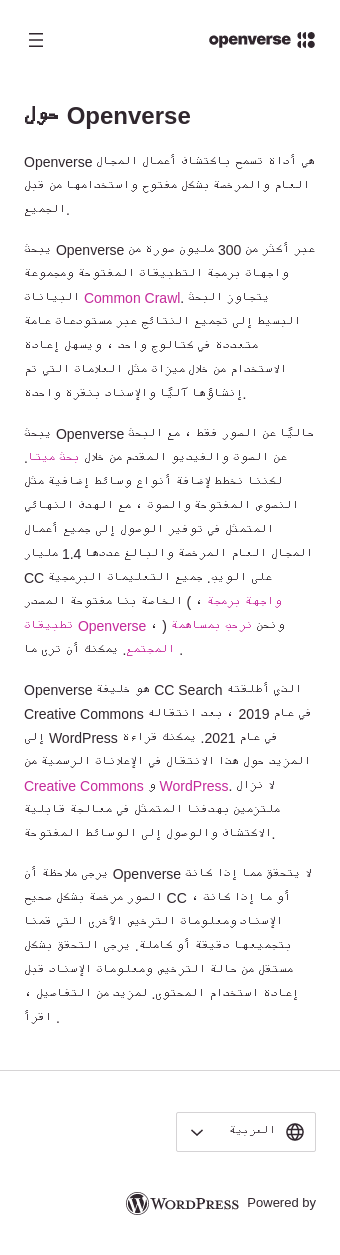 openverse
حول Openverse
Openverse هي أداة تسمح باكتشاف أعمال المجال
العام والمرخصة بشكل مفتوح واستخدامها من قبل
الجميع.
يبحث Openverse عبر أكثر من 300 مليون صورة من
واجهات برمجة التطبيقات المفتوحة ومجموعة
البيانات Common Crawl. يتجاوز البحث
البسيط إلى تجميع النتائج عبر مستودعات عامة
متعددة في كتالوج واحد ، ويسهل إعادة
الاستخدام من خلال ميزات مثل العلامات التي تم
إنشاؤها آليًا والإسناد بنقرة واحدة.
يبحث Openverse حاليًا عن الصور فقط ، مع البحث
عن الصوت والفيديو المقدم من خلال بحث ميتا.
لكننا نخطط لإضافة أنواع وسائط إضافية مثل
النصوص المفتوحة والصوت ، مع الهدف النهائي
المتمثل في توفير الوصول إلى جميع أعمال
المجال العام المرخصة والبالغ عددها 1.4 مليار
CC على الويب. جميع التعليمات البرمجية
الخاصة بنا مفتوحة المصدر ( ، واجهة برمجة
تطبيقات Openverse ، ) ونحن نرحب بمساهمة
المجتمع. يمكنك أن ترى ما .
Openverse هو خليفة CC Search الذي أطلقته
Creative Commons في عام 2019 ، بعد انتقاله
إلى WordPress في عام 2021. يمكنك قراءة
المزيد حول هذا الانتقال في الإعلانات الرسمية من
Creative Commons و WordPress. لا نزال
ملتزمين بهدفنا المتمثل في معالجة قابلية
الاكتشاف والوصول إلى الوسائط المفتوحة.
يرجى ملاحظة أن Openverse لا يتحقق مما إذا كانت
الصور مرخصة بشكل صحيح CC ، أو ما إذا كانت
الإسناد ومعلومات الترخيص الأخرى التي قمنا
بتجميعها دقيقة أو كاملة. يرجى التحقق بشكل
مستقل من حالة الترخيص ومعلومات الإسناد قبل
إعادة استخدام المحتوى. لمزيد من التفاصيل ،
اقرأ .
العربية
Powered by WORDPRESS